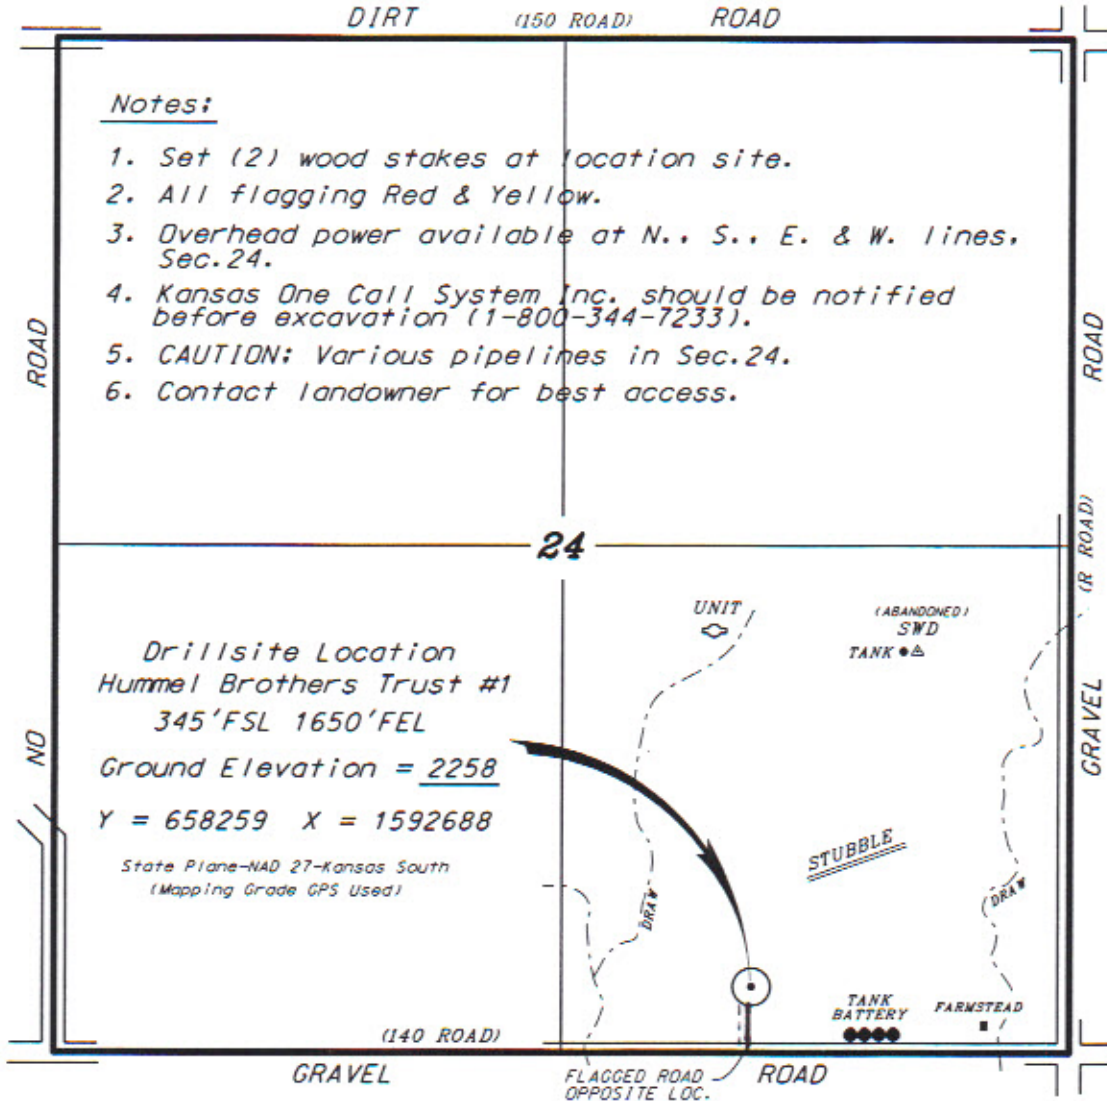 DIRT (150 ROAD) ROAD
Notes:
1. Set (2) wood stakes at location site.
2. All flagging Red & Yellow.
3. Overhead power available at N., S., E. & W. lines,
Sec.24.
4. Kansas One Call System Inc. should be notified
before excavation (1-800-344-7233).
5. CAUTION: Various pipelines in Sec.24.
6. Contact landowner for best access.
ROAD
NO
ROAD
(R ROAD)
GRAVEL
24
UNIT
(ABANDONED)
SWD
TANK
Drillsite Location
Hummel Brothers Trust #1
345'FSL 1650'FEL
Ground Elevation = 2258
Y = 658259 X = 1592688
State Plane-NAD 27-Kansas South
(Mapping Grade GPS Used)
STUBBLE
DRAW
DRAW
TANK
BATTERY
FARMSTEAD
(140 ROAD)
GRAVEL
FLAGGED ROAD
OPPOSITE LOC.
ROAD